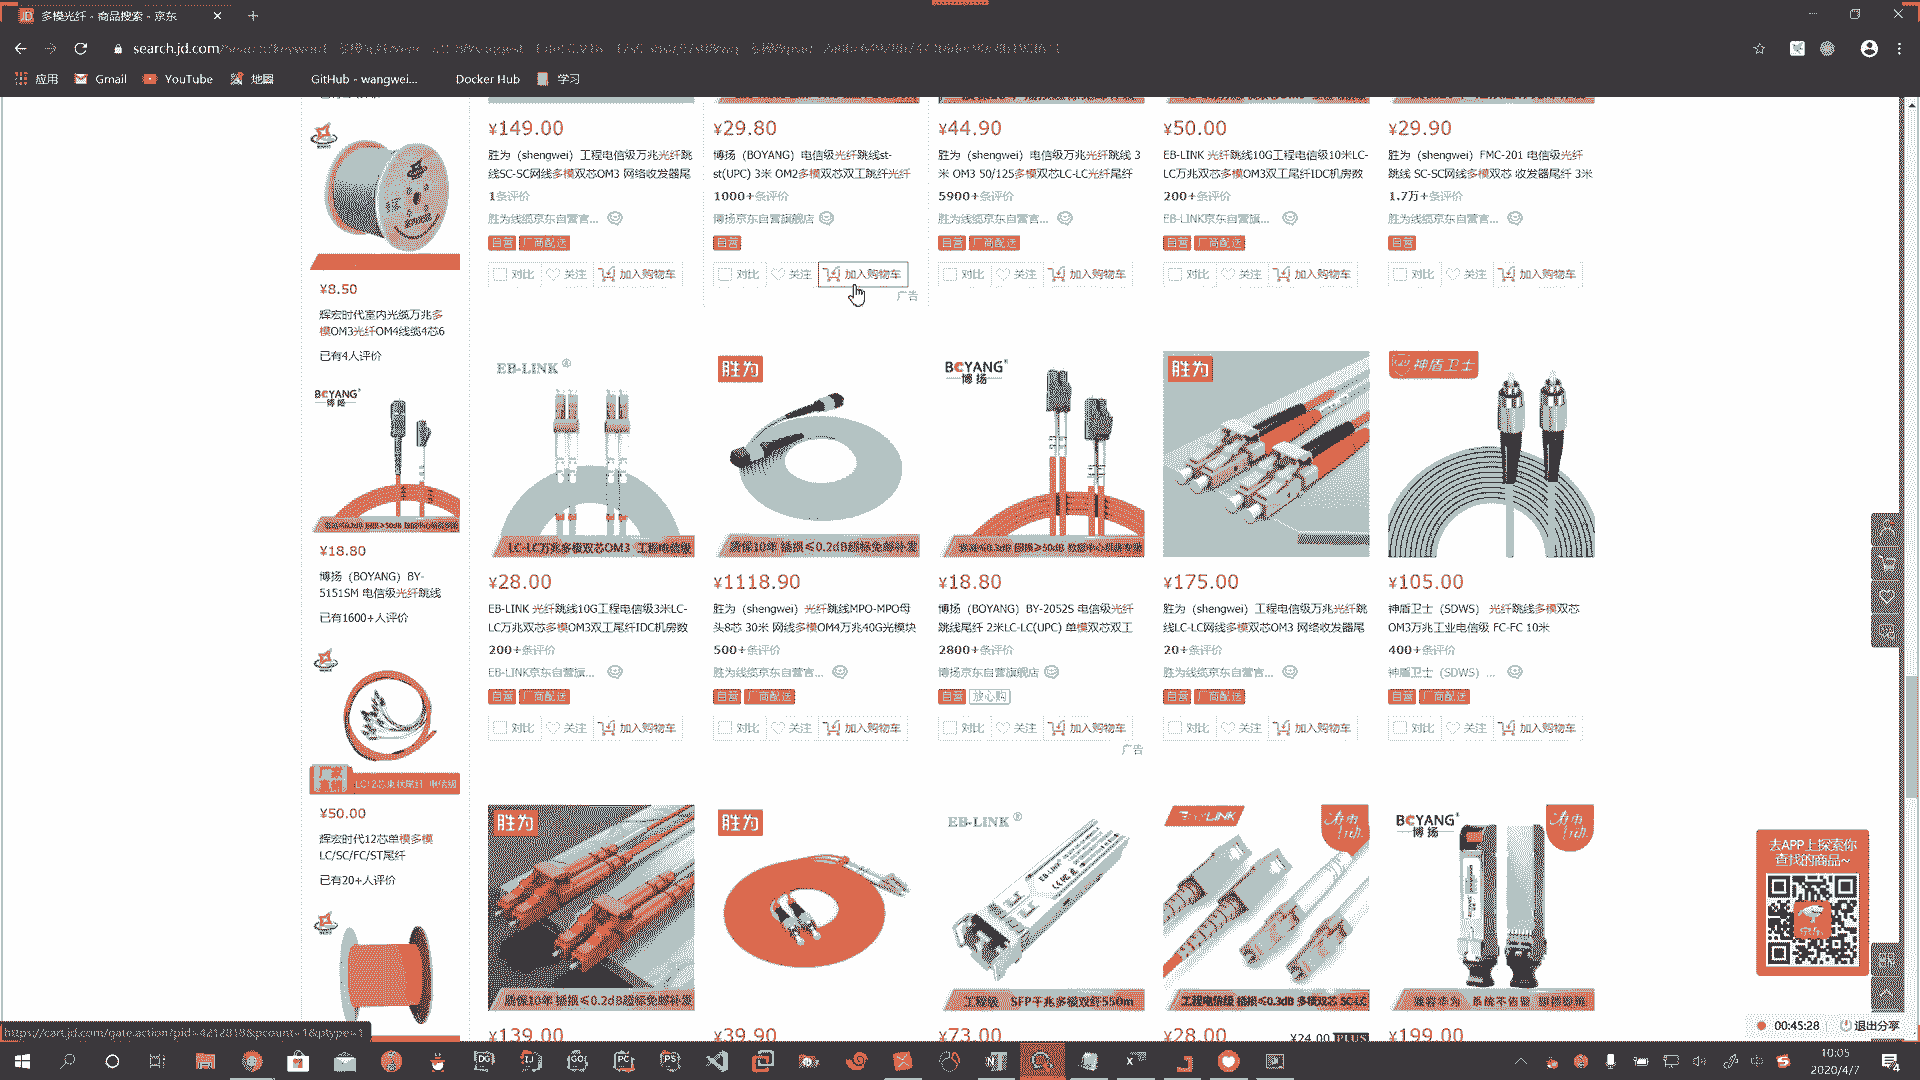 多模光纤 - 商品搜索 - 京东
search.jd.com
应用
Gmail
YouTube
地图
GitHub - wangwei...
Docker Hub
学习
¥8.50
辉宏时代室内光缆万兆多
模OM3光纤OM4线缆4芯6
已有4人评价
BOYANG
博扬
¥18.80
博扬（BOYANG）BY-
5151SM 电信级光纤跳线
已有1600+人评价
¥50.00
辉宏时代12芯单模多模
LC/SC/FC/ST尾纤
已有20+人评价
¥149.00
胜为（shengwei）工程电信级万兆光纤跳
线SC-SC网线多模双芯OM3 网络收发器尾
1条评价
胜为线缆京东自营官...
自营 厂商配送
对比 关注 加入购物车
¥29.80
博扬（BOYANG）电信级光纤跳线st-
st(UPC) 3米 OM2多模双芯双工跳纤光纤
1000+条评价
博扬京东自营旗舰店
自营
对比 关注 加入购物车
广告
¥44.90
胜为（shengwei）电信级万兆光纤跳线 3
米 OM3 50/125多模双芯LC-LC光纤尾纤
5900+条评价
胜为线缆京东自营官...
自营 厂商配送
对比 关注 加入购物车
¥50.00
EB-LINK 光纤跳线10G工程电信级10米LC-
LC万兆双芯多模OM3双工尾纤IDC机房数
200+条评价
EB-LINK京东自营旗...
自营 厂商配送
对比 关注 加入购物车
¥29.90
胜为（shengwei）FMC-201 电信级光纤
跳线 SC-SC网线多模双芯 收发器尾纤 3米
1.7万+条评价
胜为线缆京东自营官...
自营
对比 关注 加入购物车
EB-LINK®
LC-LC万兆多模双芯OM3 工程电信级
¥28.00
EB-LINK 光纤跳线10G工程电信级3米LC-
LC万兆双芯多模OM3双工尾纤IDC机房数
200+条评价
EB-LINK京东自营旗...
自营 厂商配送
对比 关注 加入购物车
胜为
质保10年 插损≤0.2dB超标免邮补发
¥1118.90
胜为（shengwei）光纤跳线MPO-MPO母
头8芯 30米 网线多模OM4万兆40G光模块
500+条评价
胜为线缆京东自营官...
自营 厂商配送
对比 关注 加入购物车
BOYANG
博扬
¥18.80
博扬（BOYANG）BY-2052S 电信级光纤
跳线尾纤 2米LC-LC(UPC) 单模双芯双工
2800+条评价
博扬京东自营旗舰店
自营 放心购
对比 关注 加入购物车
广告
胜为
¥175.00
胜为（shengwei）工程电信级万兆光纤跳
线LC-LC网线多模双芯OM3 网络收发器尾
20+条评价
胜为线缆京东自营官...
自营 厂商配送
对比 关注 加入购物车
神盾卫士
¥105.00
神盾卫士（SDWS） 光纤跳线多模双芯
OM3万兆工业电信级 FC-FC 10米
400+条评价
神盾卫士（SDWS）...
自营 厂商配送
对比 关注 加入购物车
胜为
质保10年 插损≤0.2dB超标免邮补发
¥139.00
胜为
¥39.90
EB-LINK®
工程级 SFP千兆多模双纤550m
¥73.00
工程电信级 插损≤0.3dB 多模双芯 SC-LC
¥28.00
¥24.00 PLUS
BOYANG
博扬
¥199.00
去APP上探索你
查找的商品~
https://cart.jd.com/gate.action?pid=4212818&pcount=1&ptype=1
00:45:28
退出分享
10:05
2020/4/7